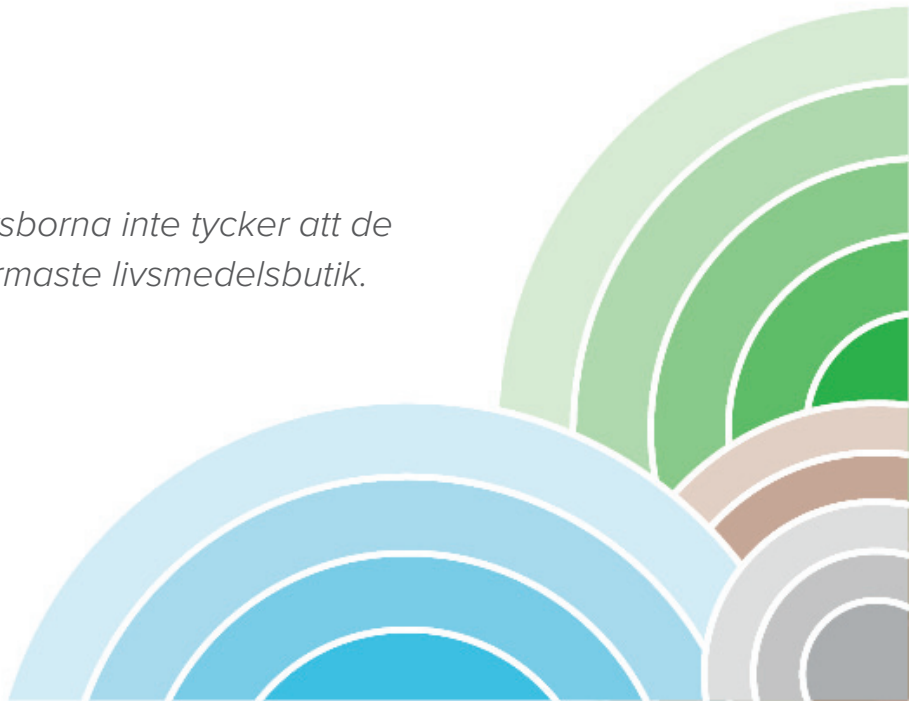 sborna inte tycker att de
rmaste livsmedelsbutik.